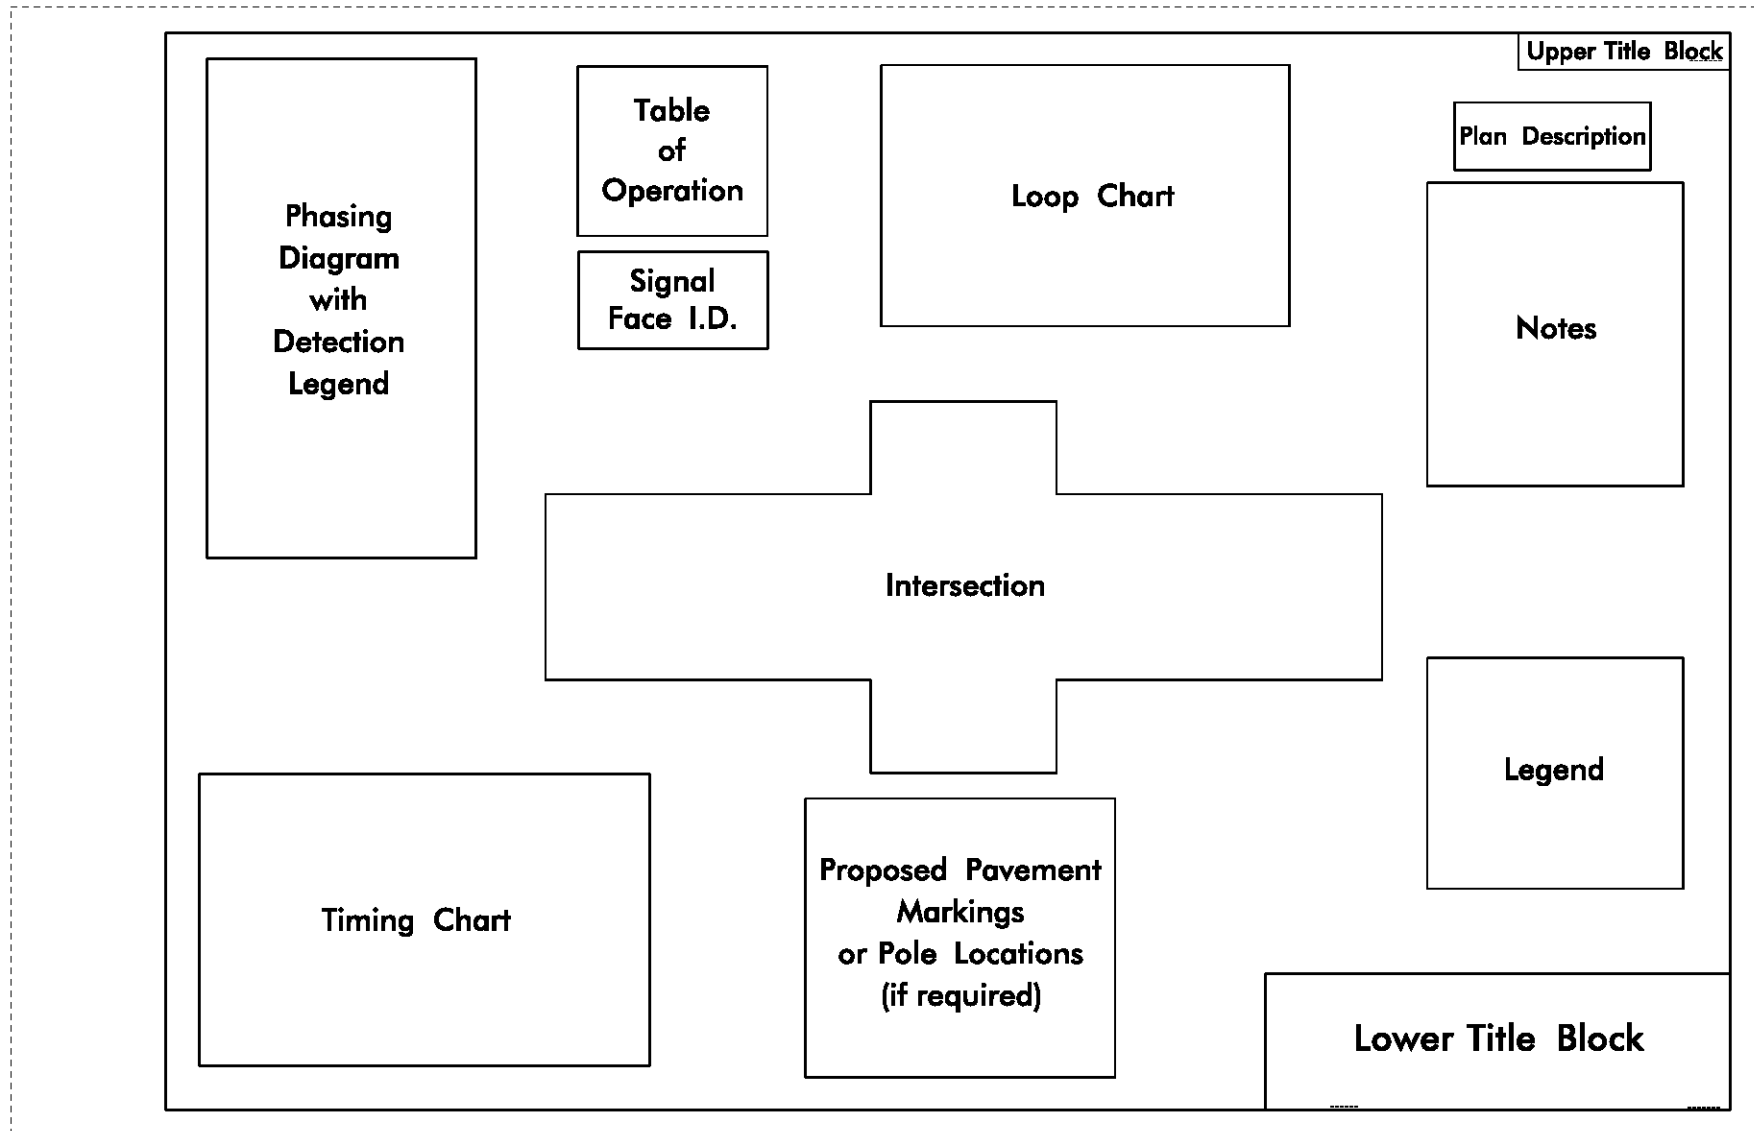 Upper Title Block
Phasing
Diagram
with
Detection
Legend
Table
of
Operation
Signal
Face I.D.
Loop Chart
Plan Description
Notes
Intersection
Legend
Timing Chart
Proposed Pavement
Markings
or Pole Locations
(if required)
Lower Title Block